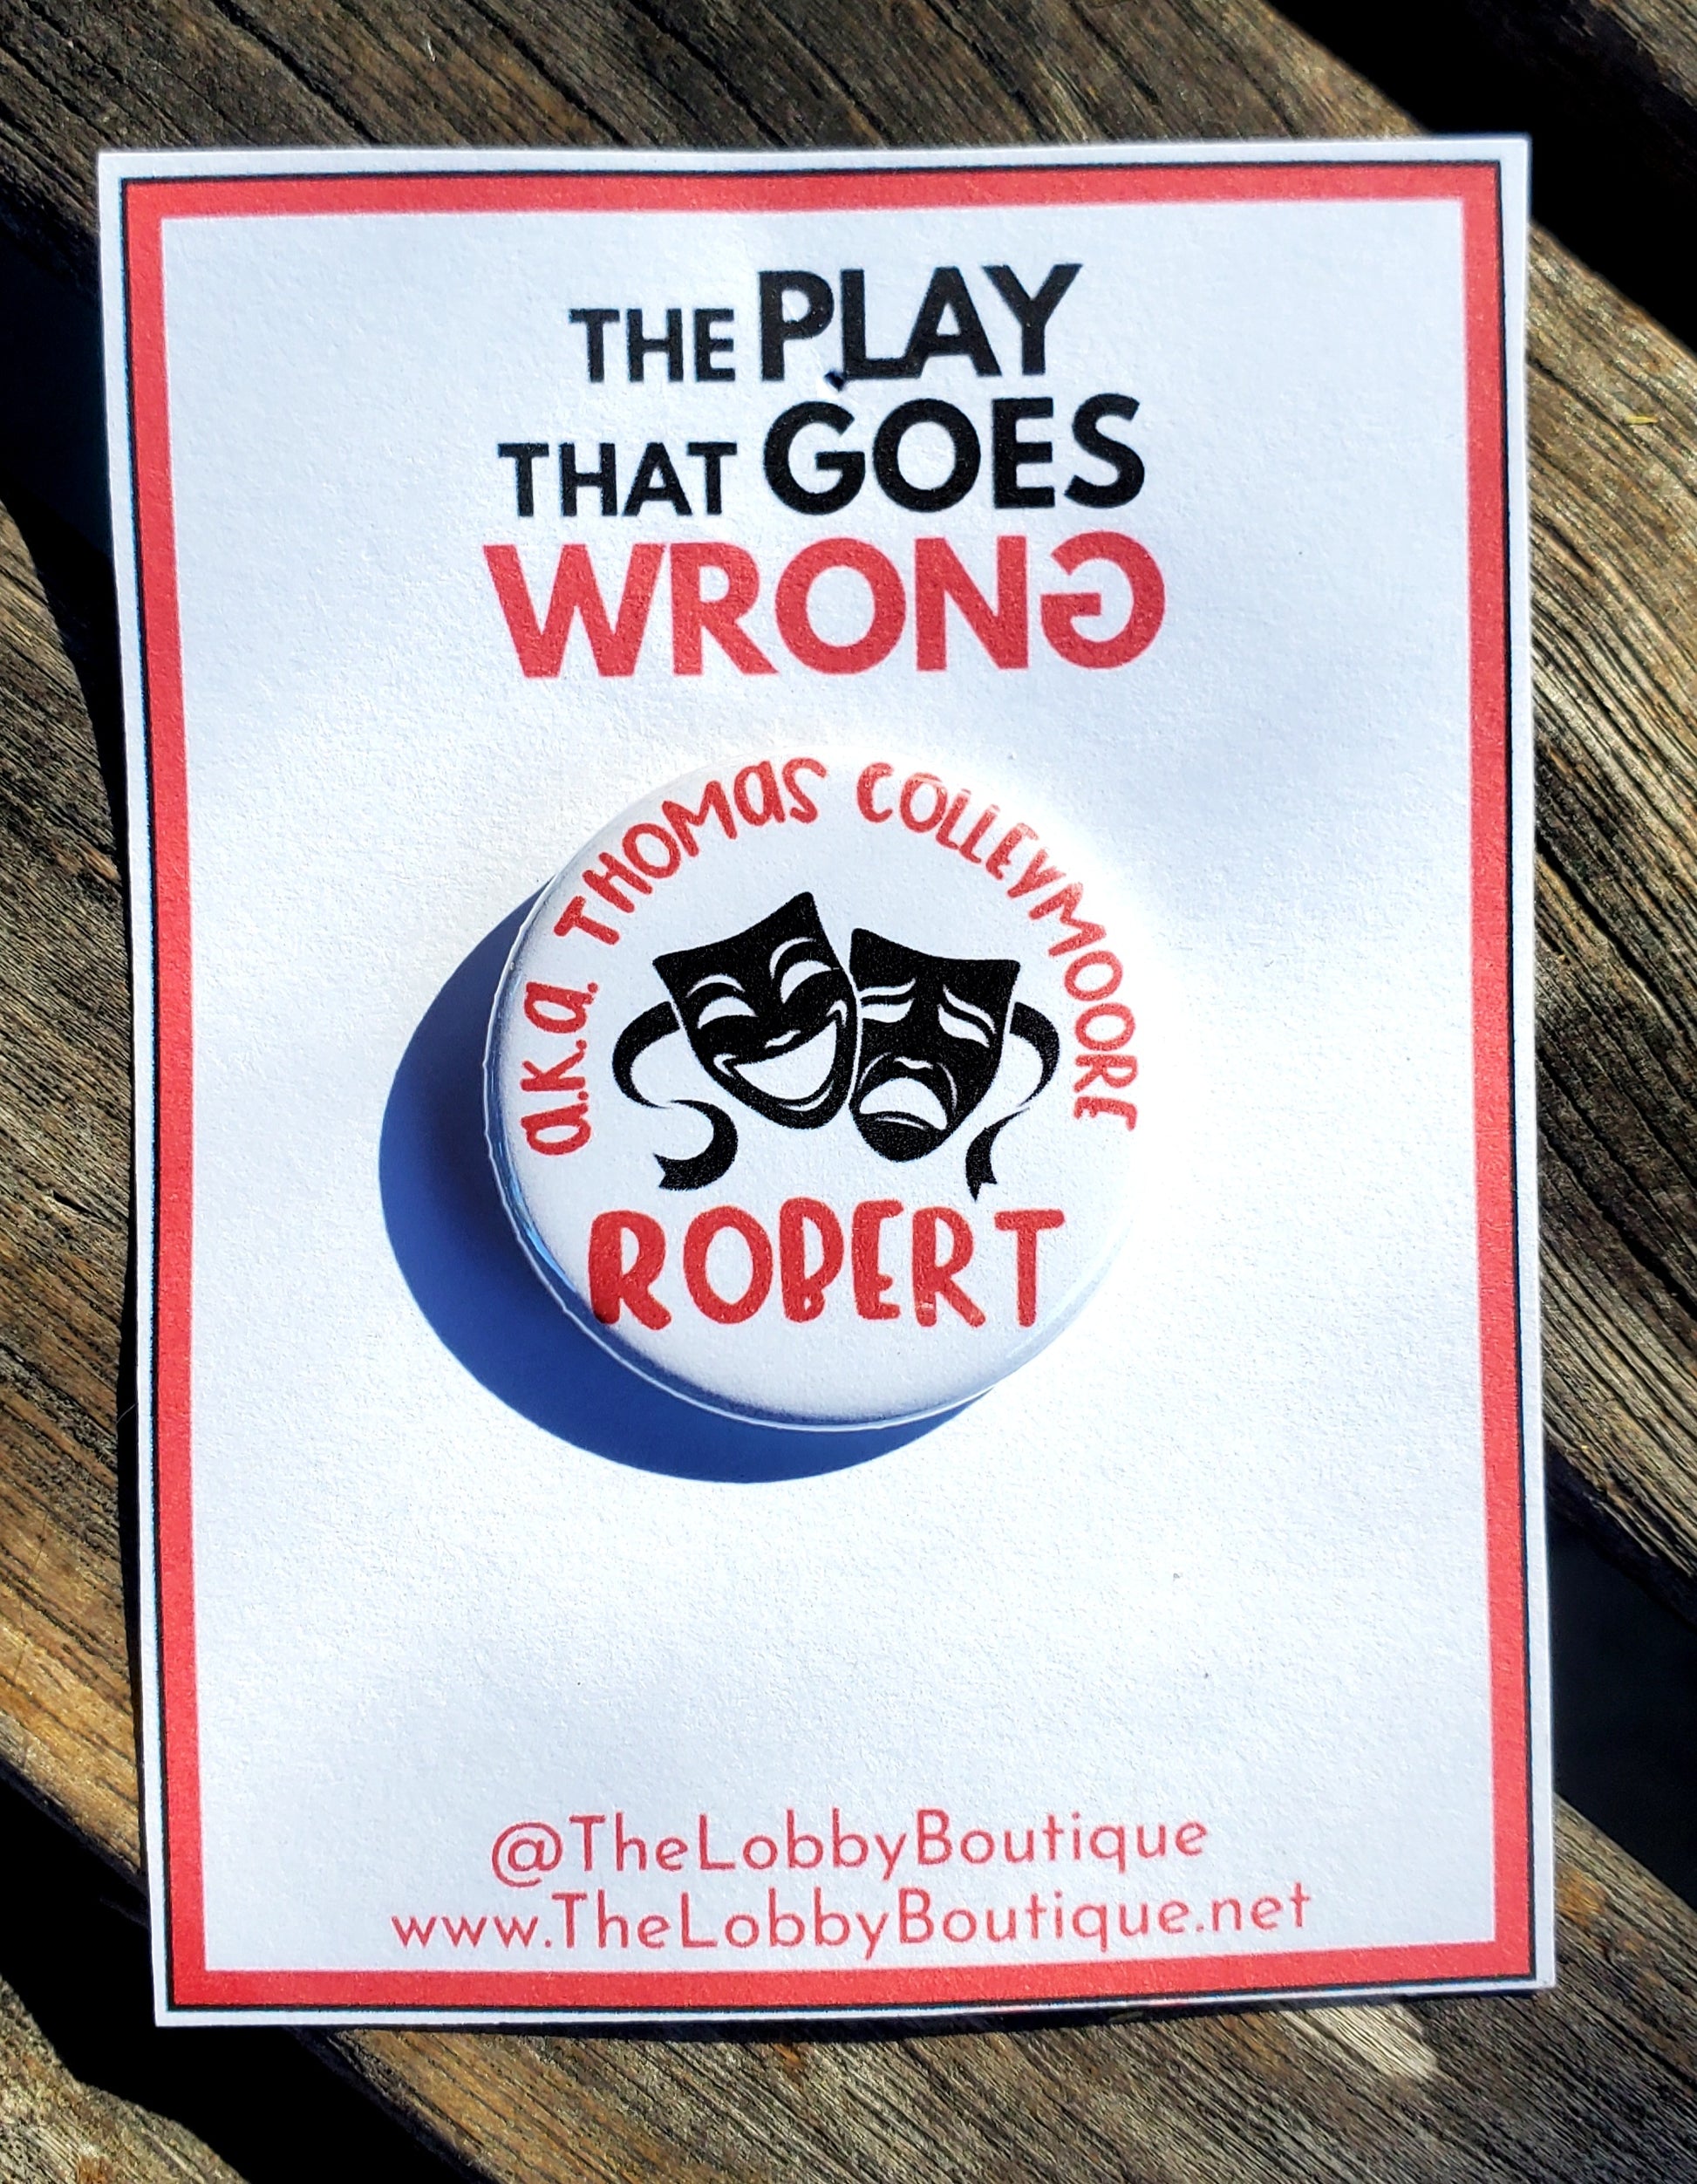 THE PLAY
THAT GOES
WRONG
a.K.a. THOMas COLLEYMOORE
ROBERT
@TheLobbyBoutique
www.TheLobbyBoutique.net